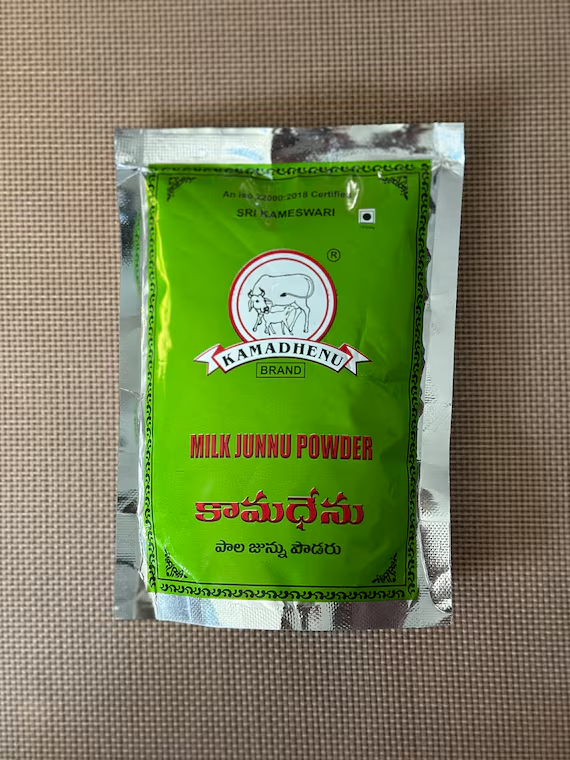 An Iso 22000:2018 Certified
SRI KAMESWARI
®
KAMADHENU
BRAND
MILK JUNNU POWDER
కామధేను
పాల జున్ను పౌడరు